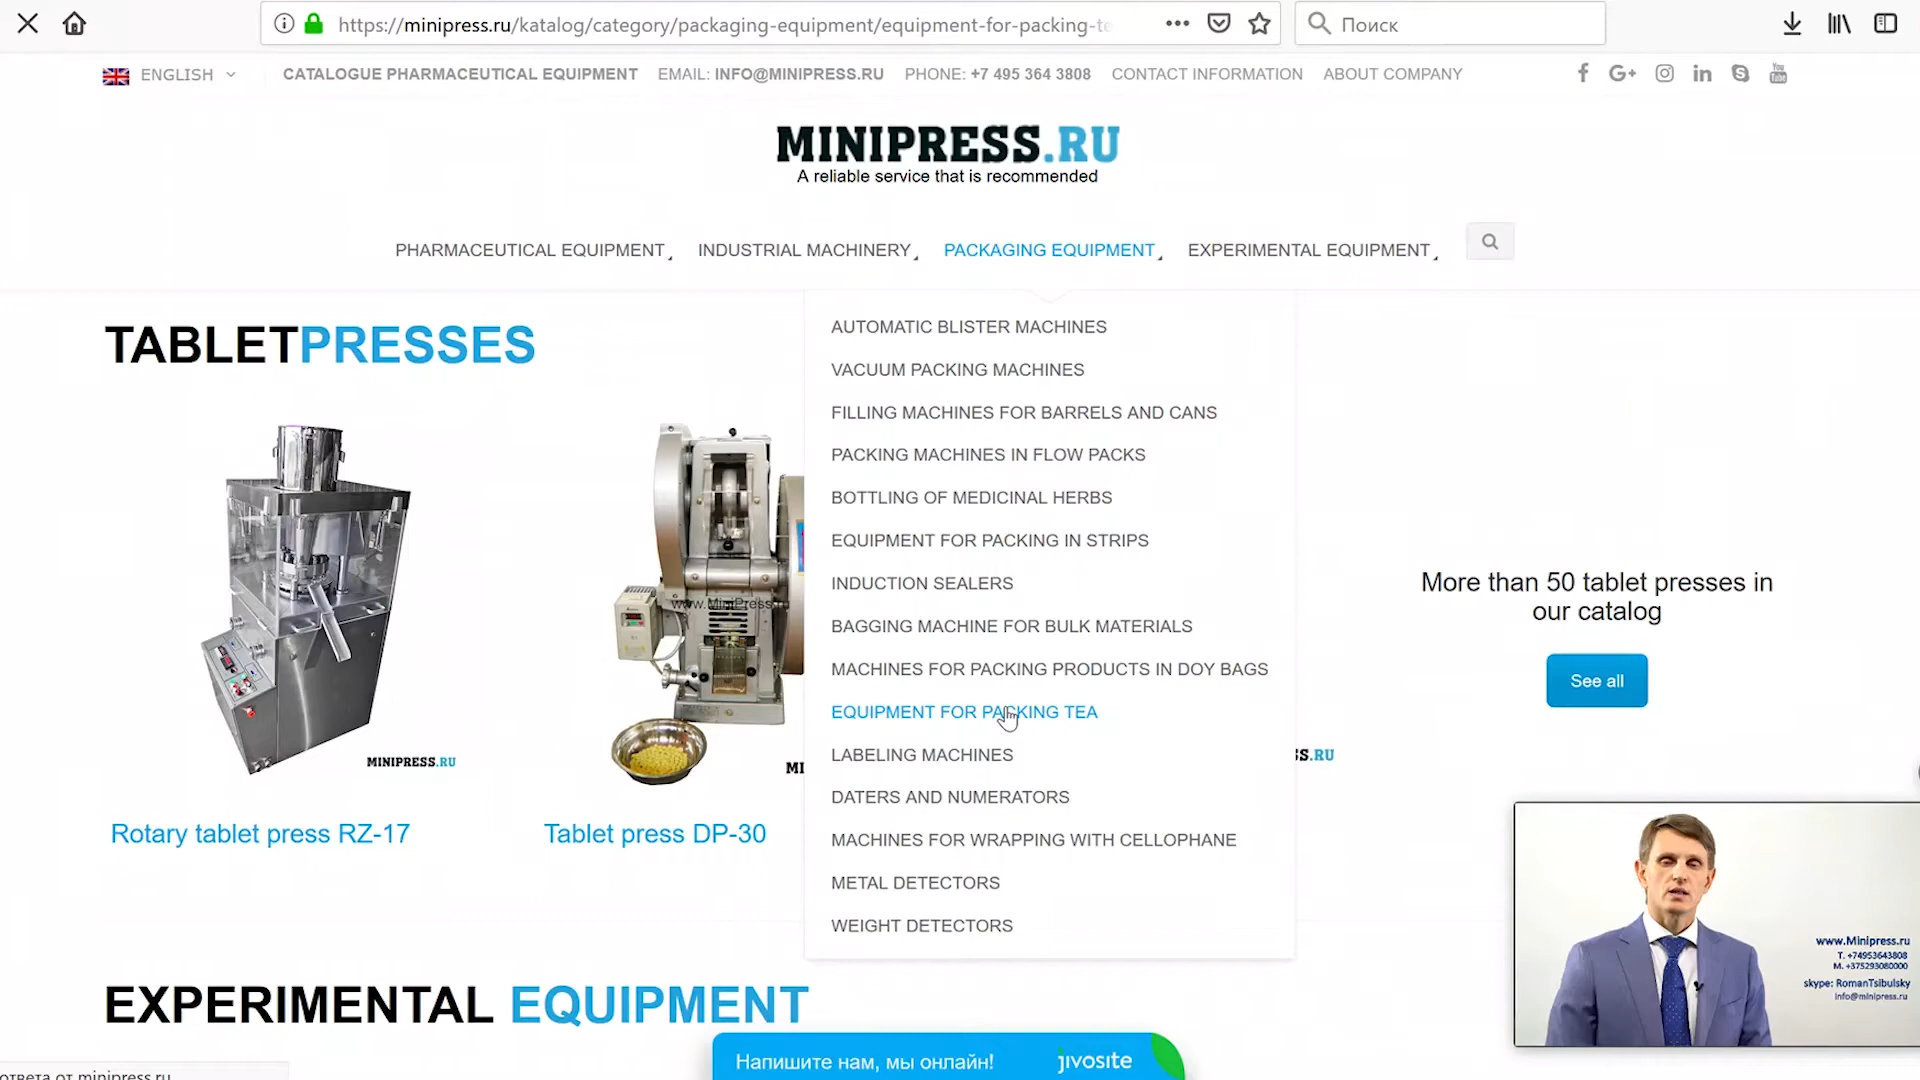 https://minipress.ru/katalog/category/packaging-equipment/equipment-for-packing-te
Поиск
ENGLISH
CATALOGUE PHARMACEUTICAL EQUIPMENT
EMAIL: INFO@MINIPRESS.RU
PHONE: +7 495 364 3808
CONTACT INFORMATION
ABOUT COMPANY
You Tube
MINIPRESS.RU
A reliable service that is recommended
PHARMACEUTICAL EQUIPMENT
INDUSTRIAL MACHINERY
PACKAGING EQUIPMENT
EXPERIMENTAL EQUIPMENT
AUTOMATIC BLISTER MACHINES
VACUUM PACKING MACHINES
FILLING MACHINES FOR BARRELS AND CANS
PACKING MACHINES IN FLOW PACKS
BOTTLING OF MEDICINAL HERBS
EQUIPMENT FOR PACKING IN STRIPS
INDUCTION SEALERS
BAGGING MACHINE FOR BULK MATERIALS
MACHINES FOR PACKING PRODUCTS IN DOY BAGS
EQUIPMENT FOR PACKING TEA
LABELING MACHINES
DATERS AND NUMERATORS
MACHINES FOR WRAPPING WITH CELLOPHANE
METAL DETECTORS
WEIGHT DETECTORS
TABLETPRESSES
www.MiniPress.ru
MINIPRESS.RU
MI
S.RU
Rotary tablet press RZ-17
Tablet press DP-30
More than 50 tablet presses in
our catalog
See all
EXPERIMENTAL EQUIPMENT
www.Minipress.ru
T. +74953643808
M. +375293080000
skype: RomanTsibulsky
info@minipress.ru
Напишите нам, мы онлайн!
jivosite
ответа от minipress.ru